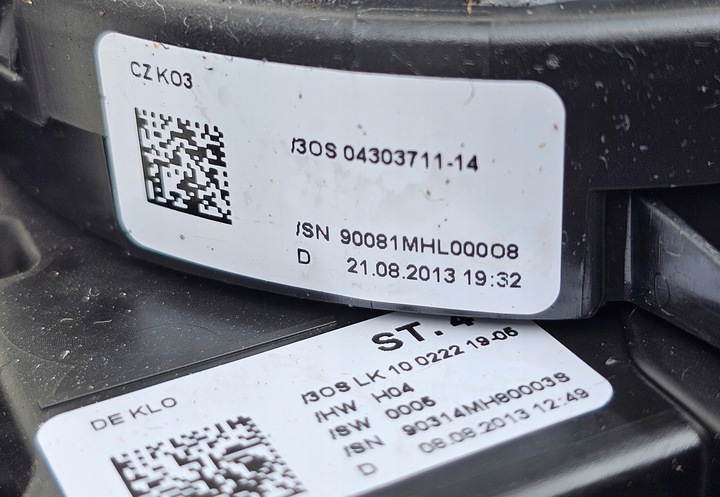 CZ K03
/3OS 04303711-14
/SN 90081MHL00008
D 21.08.2013 19:32
ST. 4
DE KLO
/3OS LK 10 0222 19-05
/HW H04
/SW 0005
/SN 90314MH80003S
D 08.08.2013 12:49